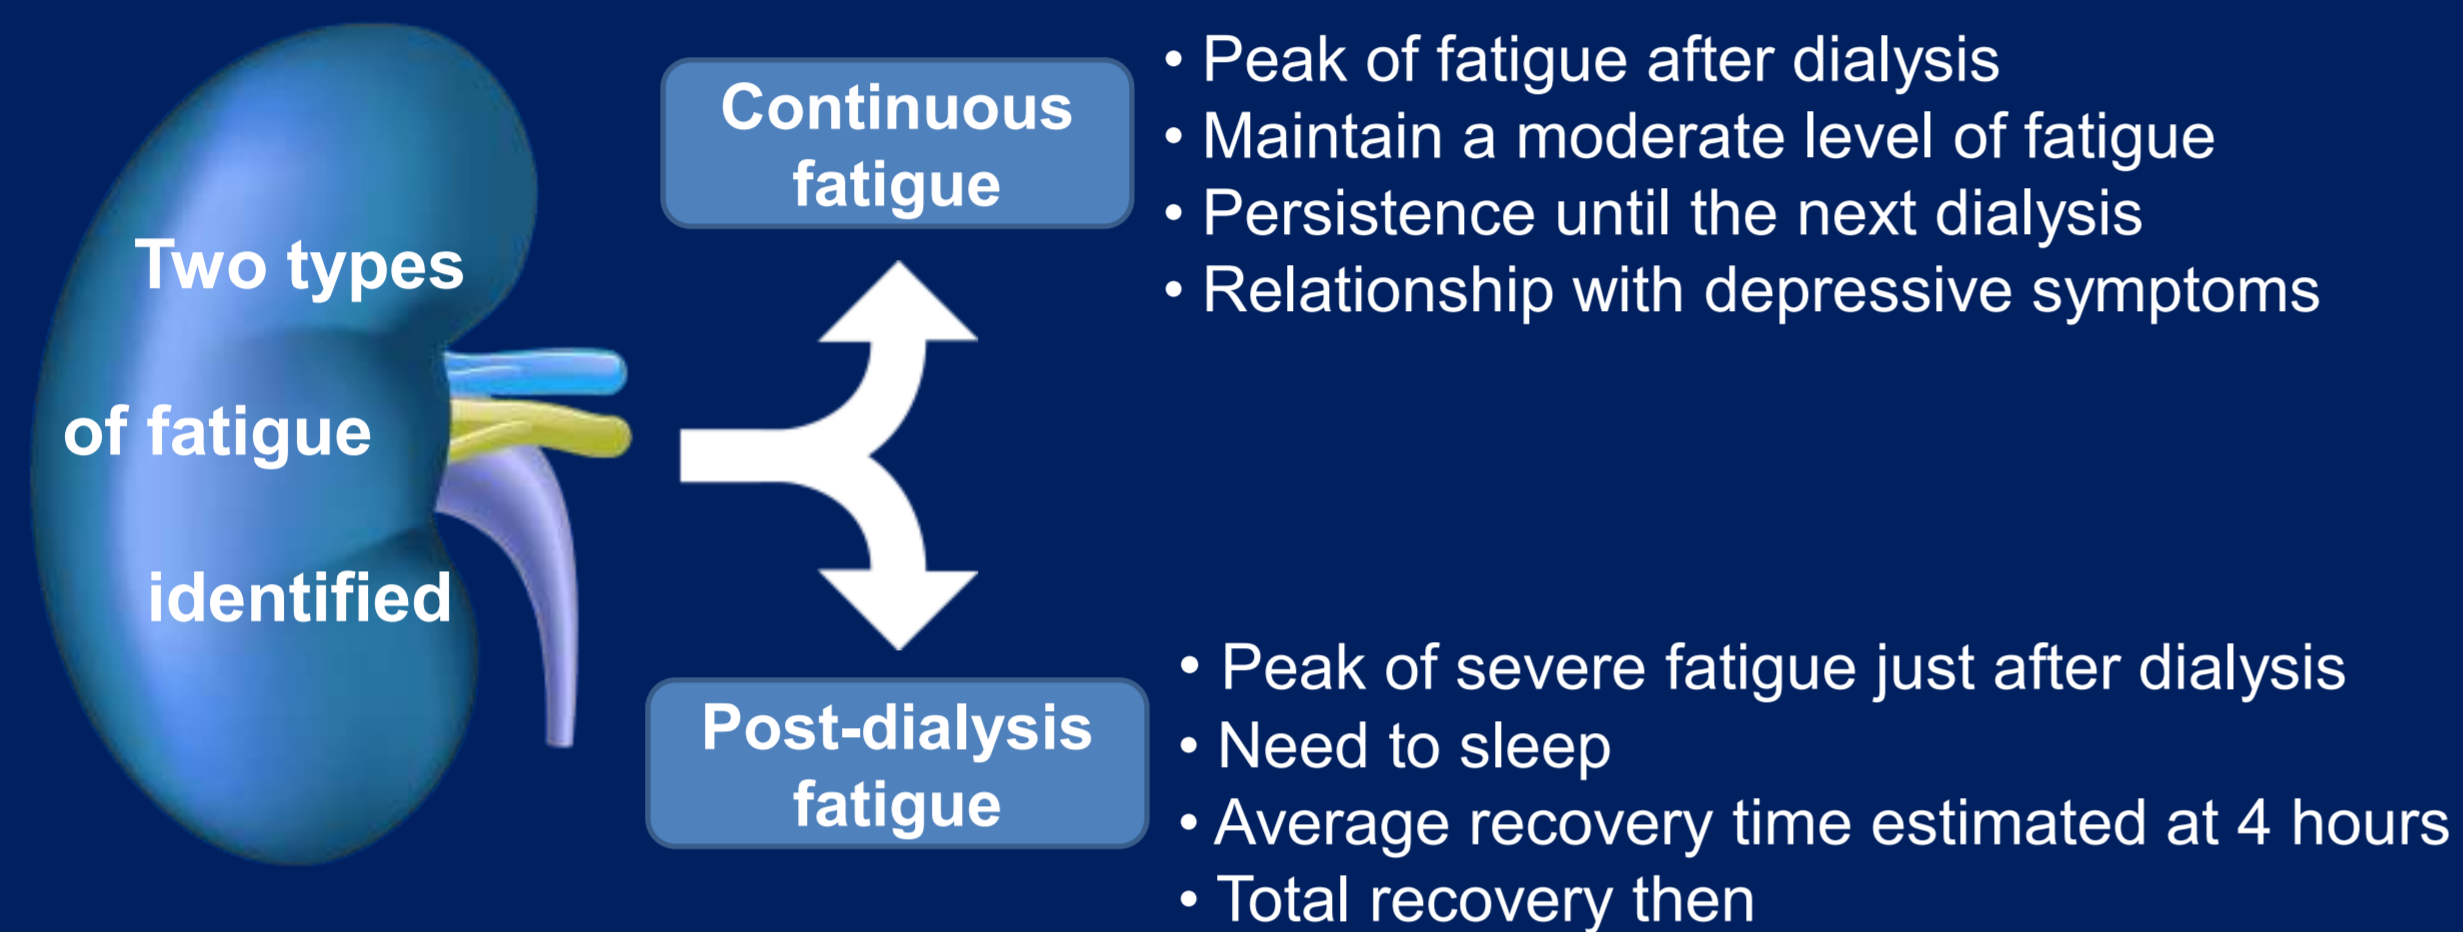 Two types
of fatigue
identified
Continuous
fatigue
• Peak of fatigue after dialysis
• Maintain a moderate level of fatigue
• Persistence until the next dialysis
• Relationship with depressive symptoms
Post-dialysis
fatigue
• Peak of severe fatigue just after dialysis
• Need to sleep
• Average recovery time estimated at 4 hours
• Total recovery then